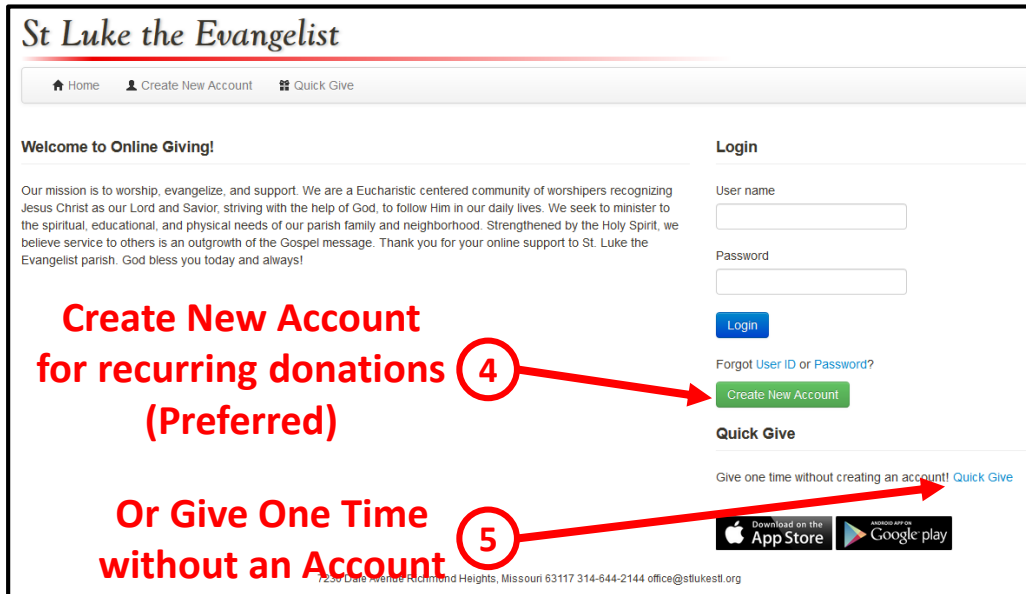 St Luke the Evangelist
Home Create New Account Quick Give
Welcome to Online Giving!
Our mission is to worship, evangelize, and support. We are a Eucharistic centered community of worshipers recognizing
Jesus Christ as our Lord and Savior, striving with the help of God, to follow Him in our daily lives. We seek to minister to
the spiritual, educational, and physical needs of our parish family and neighborhood. Strengthened by the Holy Spirit, we
believe service to others is an outgrowth of the Gospel message. Thank you for your online support to St. Luke the
Evangelist parish. God bless you today and always!
Create New Account
for recurring donations
(Preferred)
4
Or Give One Time
without an Account
5
Login
User name
Password
Login
Forgot User ID or Password?
Create New Account
Quick Give
Give one time without creating an account! Quick Give
Download on the
App Store
ANDROID APP ON
Google play
7230 Dale Avenue Richmond Heights, Missouri 63117 314-644-2144 office@stlukestl.org